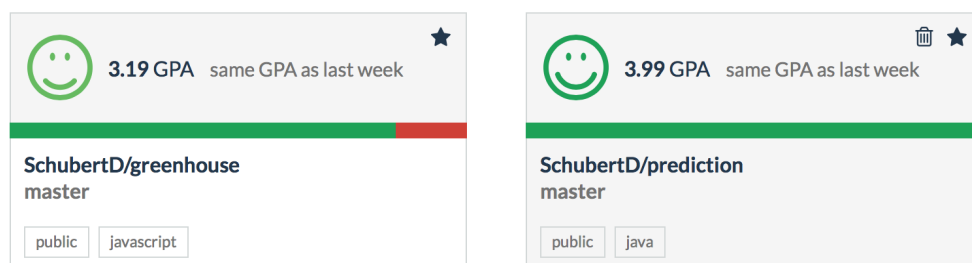 3.19 GPA same GPA as last week
SchubertD/greenhouse
master
public javascript
3.99 GPA same GPA as last week
SchubertD/prediction
master
public java